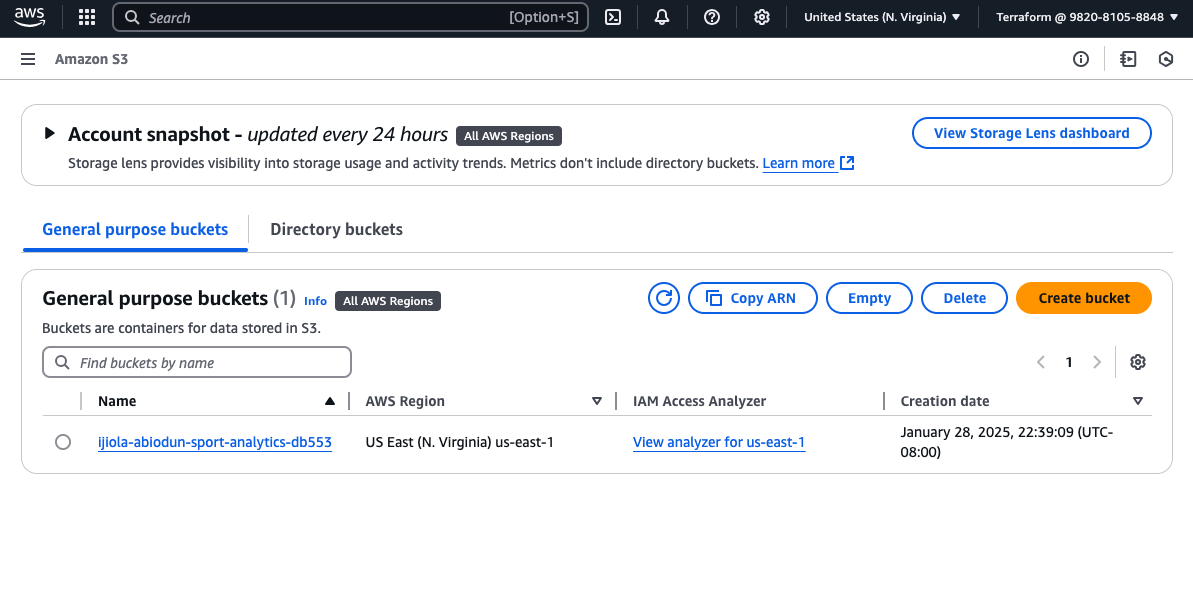 aws
Search [Option+S] United States (N. Virginia) Terraform @ 9820-8105-8848
Amazon S3
Account snapshot - updated every 24 hours All AWS Regions View Storage Lens dashboard
Storage lens provides visibility into storage usage and activity trends. Metrics don't include directory buckets. Learn more
General purpose buckets Directory buckets
General purpose buckets (1) Info All AWS Regions Copy ARN Empty Delete Create bucket
Buckets are containers for data stored in S3.
Find buckets by name 1
Name AWS Region IAM Access Analyzer Creation date
ijiola-abiodun-sport-analytics-db553 US East (N. Virginia) us-east-1 View analyzer for us-east-1 January 28, 2025, 22:39:09 (UTC-
08:00)